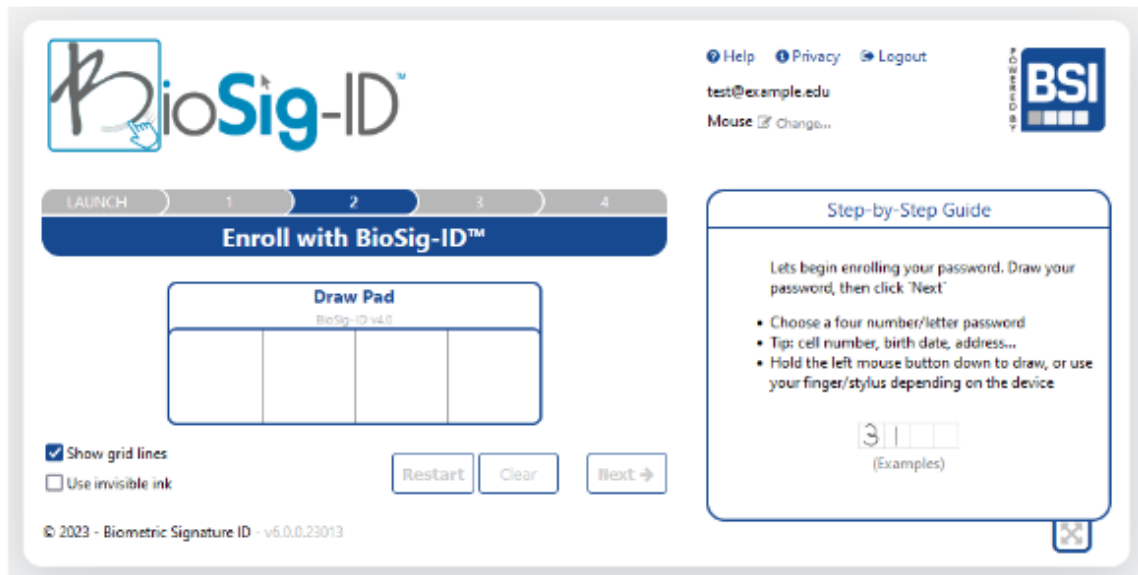 BioSig-ID™
Help Privacy Logout
test@example.edu
Mouse Change...
POWERED BY
BSI
LAUNCH 1 2 3 4
Enroll with BioSig-ID™
Draw Pad
BioSig-ID v4.0
Show grid lines
Use invisible ink
Restart Clear Next →
© 2023 - Biometric Signature ID - v6.0.0.23013
Step-by-Step Guide
Lets begin enrolling your password. Draw your
password, then click `Next`
• Choose a four number/letter password
• Tip: cell number, birth date, address...
• Hold the left mouse button down to draw, or use
your finger/stylus depending on the device
3 1
(Examples)